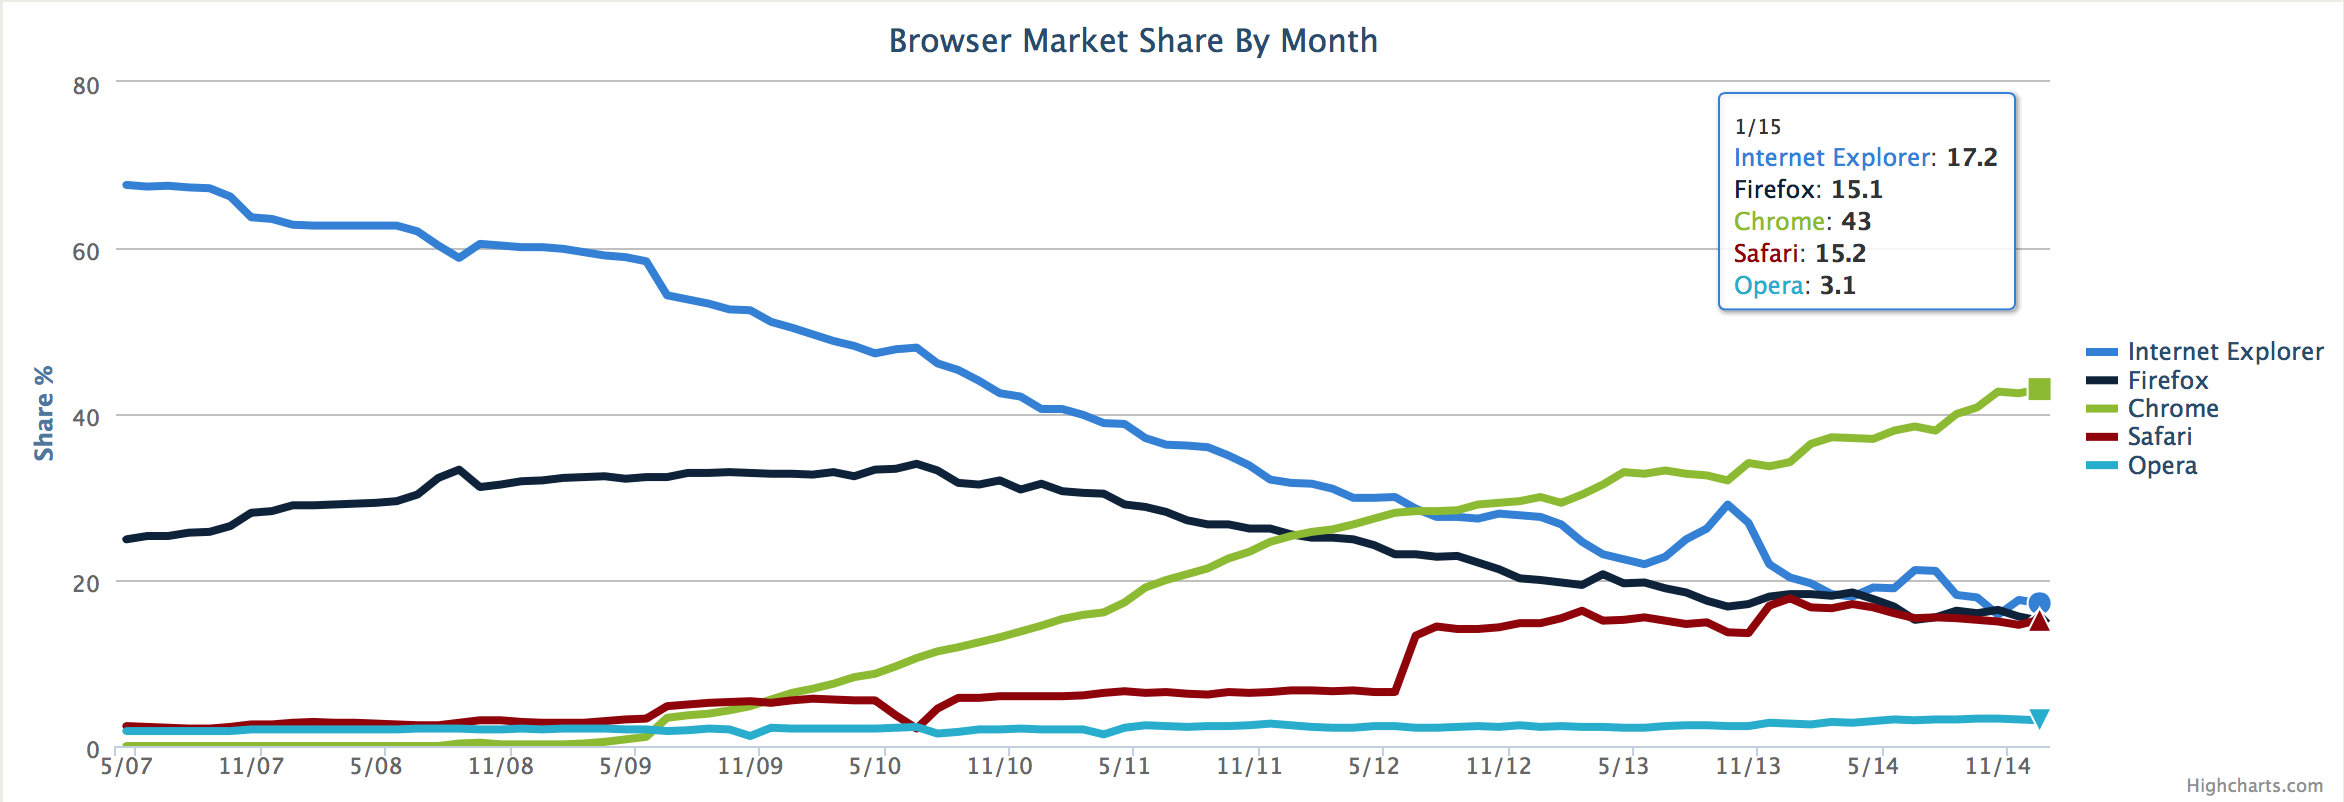 Browser Market Share By Month
80
60
40
20
0
Share %
5/07
11/07
5/08
11/08
5/09
11/09
5/10
11/10
5/11
11/11
5/12
11/12
5/13
11/13
5/14
11/14
1/15
Internet Explorer: 17.2
Firefox: 15.1
Chrome: 43
Safari: 15.2
Opera: 3.1
Internet Explorer
Firefox
Chrome
Safari
Opera
Highcharts.com